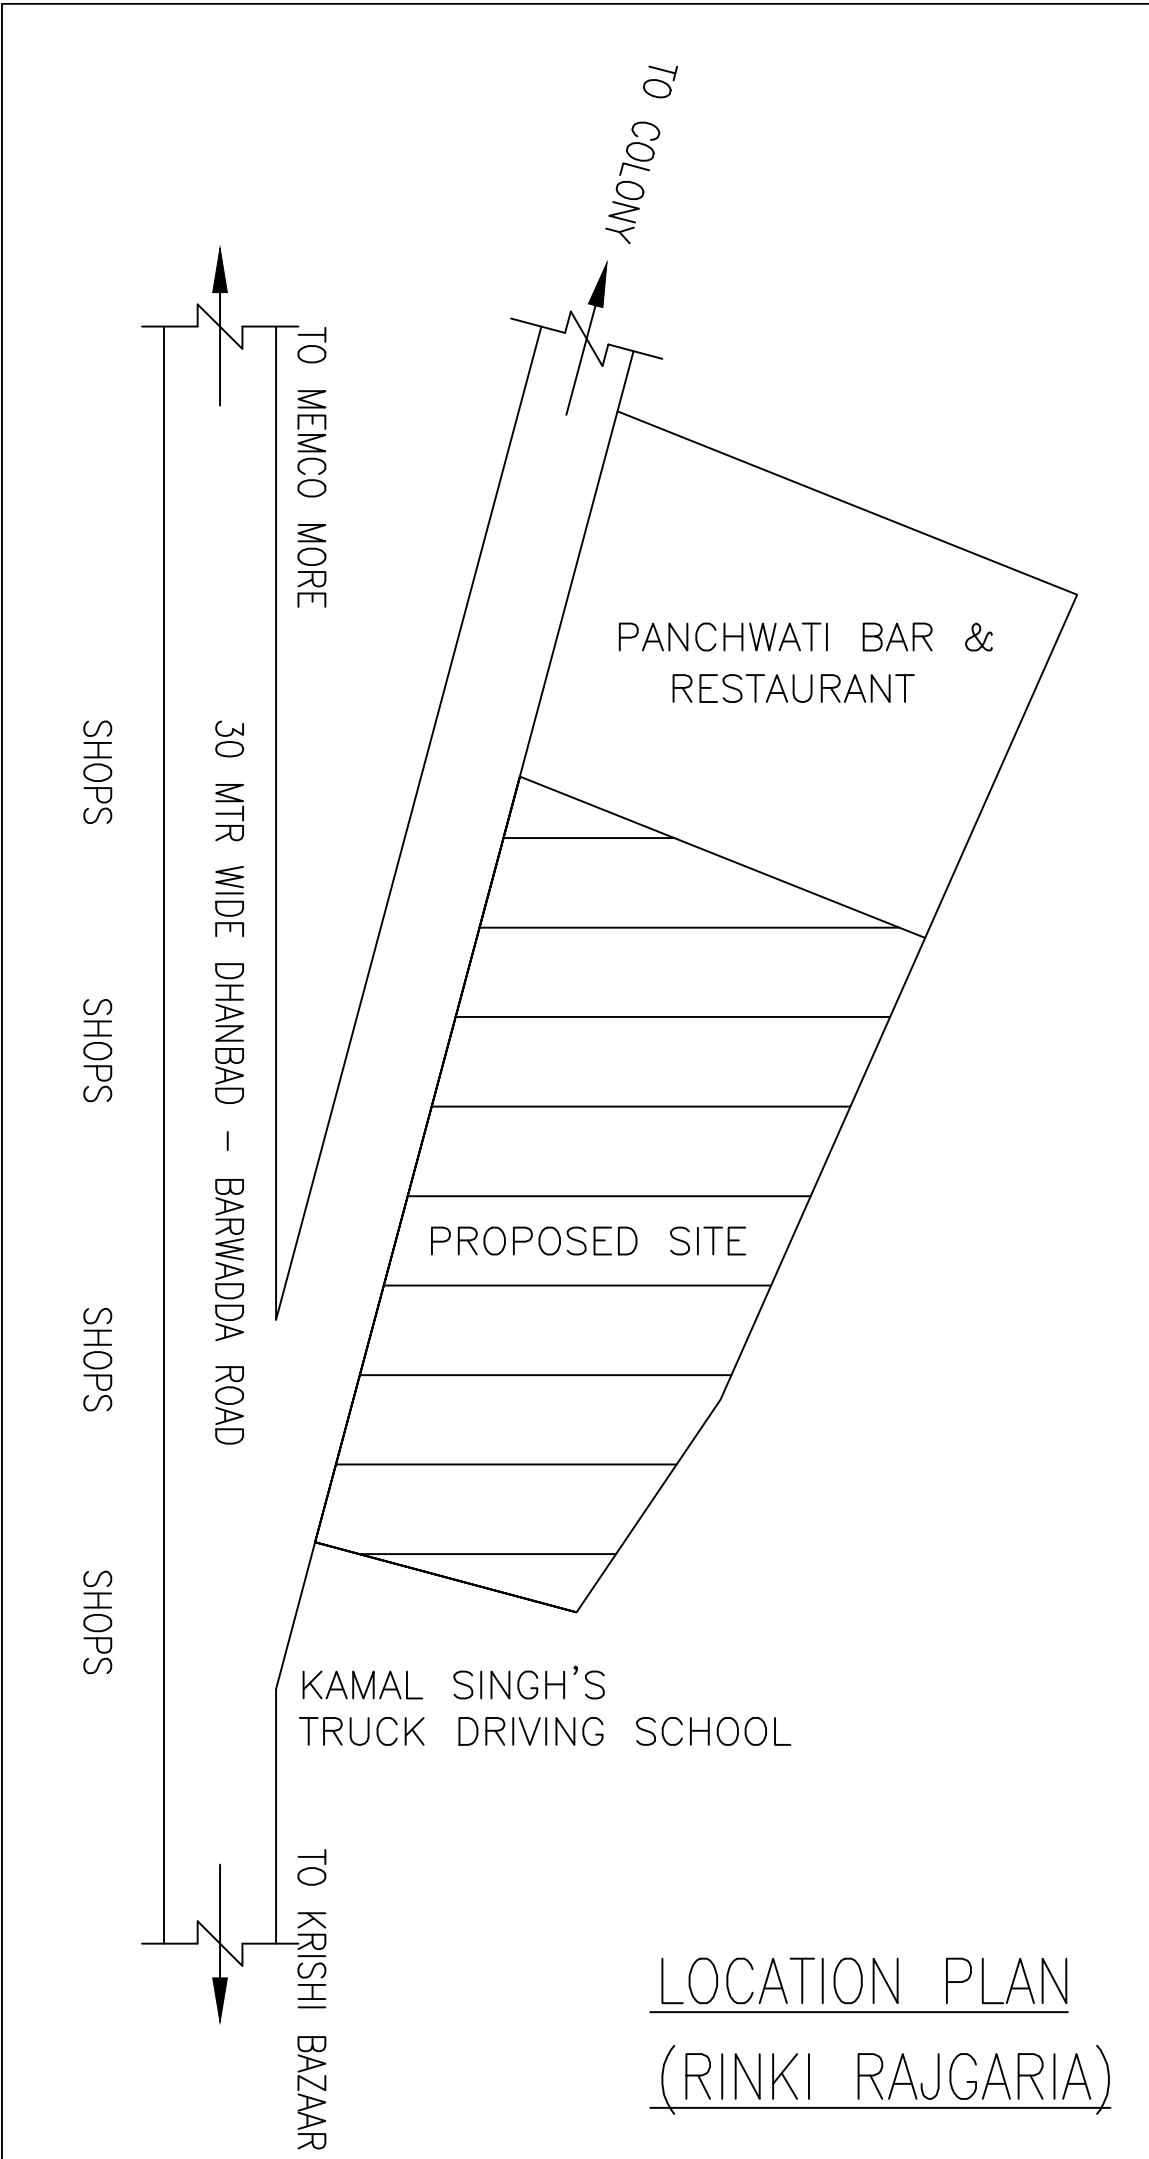 TO COLONY
TO MEMCO MORE
PANCHWATI BAR &
RESTAURANT
30 MTR WIDE DHANBAD - BARWADDA ROAD
SHOPS
SHOPS
SHOPS
SHOPS
PROPOSED SITE
KAMAL SINGH'S
TRUCK DRIVING SCHOOL
TO KRISHI BAZAAR
LOCATION PLAN
(RINKI RAJGARIA)